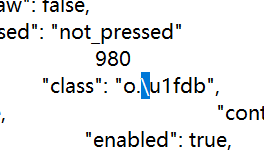 aw": false,
sed": "not_pressed"
980
"class": "o.\u1fdb",
"cont
,
"enabled": true,